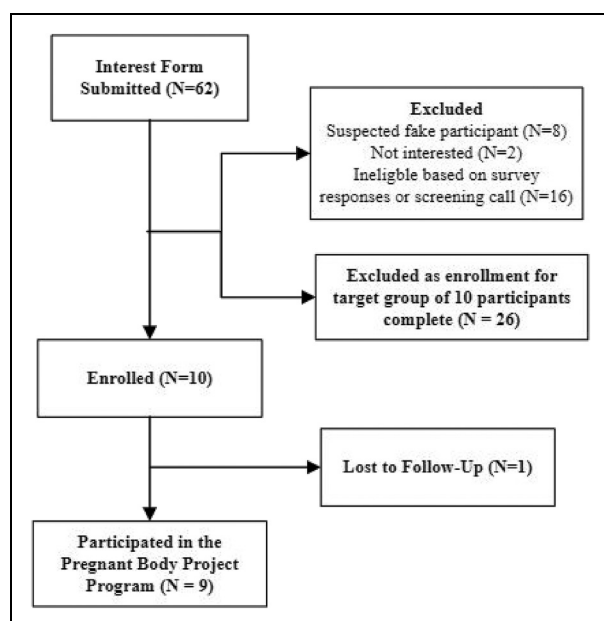 Interest Form
Submitted (N=62)
Excluded
Suspected fake participant (N=8)
Not interested (N=2)
Ineligble based on survey
responses or screening call (N=16)
Excluded as enrollment for
target group of 10 participants
complete (N = 26)
Enrolled (N=10)
Lost to Follow-Up (N=1)
Participated in the
Pregnant Body Project
Program (N = 9)